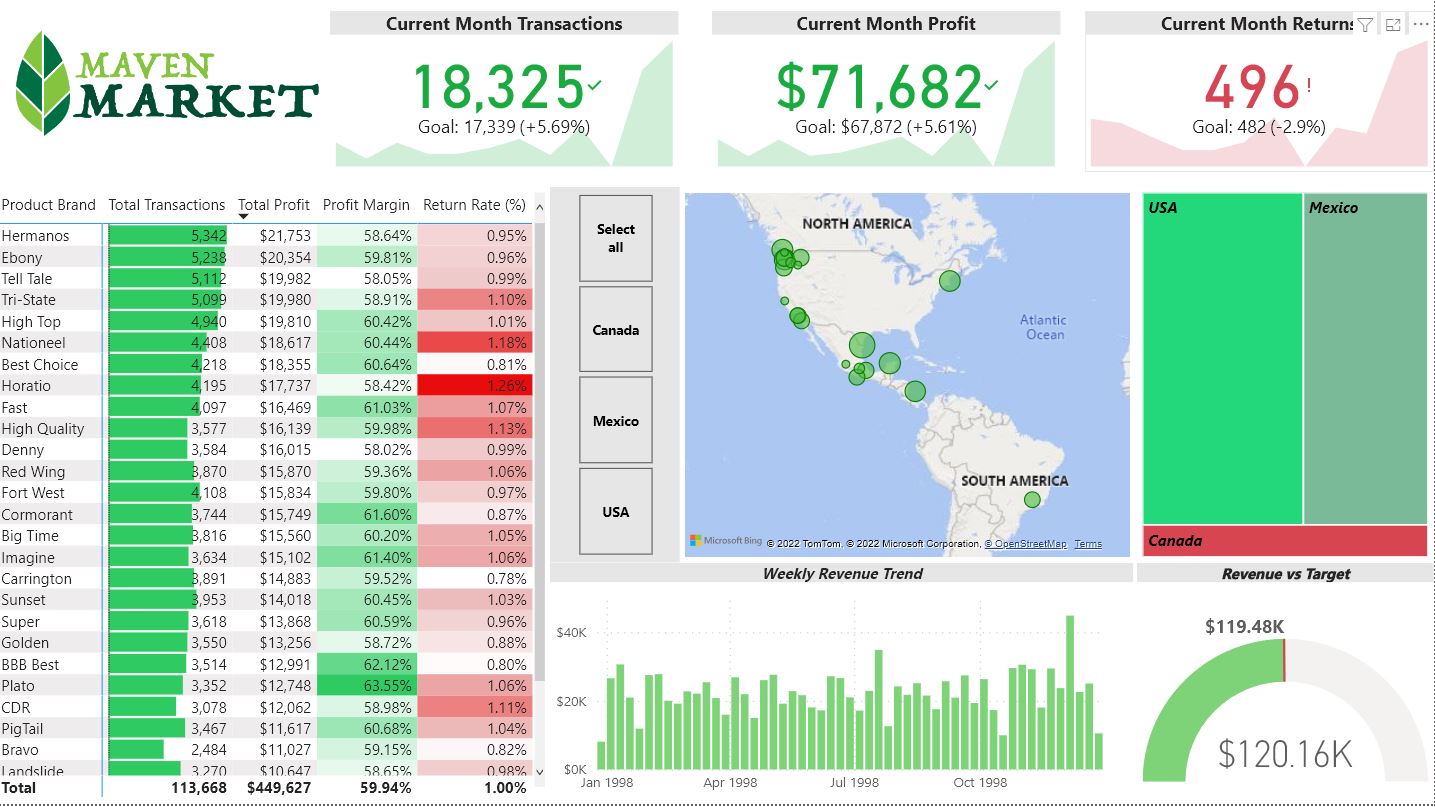 MAVEN
MARKET
Current Month Transactions
18,325
Goal: 17,339 (+5.69%)
Current Month Profit
$71,682
Goal: $67,872 (+5.61%)
Current Month Returns
496 !
Goal: 482 (-2.9%)
Product Brand Total Transactions Total Profit Profit Margin Return Rate (%)
Hermanos 5,342 $21,753 58.64% 0.95%
Ebony 5,238 $20,354 59.81% 0.96%
Tell Tale 5,112 $19,982 58.05% 0.99%
Tri-State 5,099 $19,980 58.91% 1.10%
High Top 4,940 $19,810 60.42% 1.01%
Nationeel 4,408 $18,617 60.44% 1.18%
Best Choice 4,218 $18,355 60.64% 0.81%
Horatio 4,195 $17,737 58.42% 1.26%
Fast 4,097 $16,469 61.03% 1.07%
High Quality 3,577 $16,139 59.98% 1.13%
Denny 3,584 $16,015 58.02% 0.99%
Red Wing 3,870 $15,870 59.36% 1.06%
Fort West 4,108 $15,834 59.80% 0.97%
Cormorant 3,744 $15,749 61.60% 0.87%
Big Time 3,816 $15,560 60.20% 1.05%
Imagine 3,634 $15,102 61.40% 1.06%
Carrington 3,891 $14,883 59.52% 0.78%
Sunset 3,953 $14,018 60.45% 1.03%
Super 3,618 $13,868 60.59% 0.96%
Golden 3,550 $13,256 58.72% 0.88%
BBB Best 3,514 $12,991 62.12% 0.80%
Plato 3,352 $12,748 63.55% 1.06%
CDR 3,078 $12,062 58.98% 1.11%
PigTail 3,467 $11,617 60.68% 1.04%
Bravo 2,484 $11,027 59.15% 0.82%
Landslide 3,270 $10,647 58.65% 0.98%
Total 113,668 $449,627 59.94% 1.00%
Select
all
Canada
Mexico
USA
NORTH AMERICA
Atlantic
Ocean
SOUTH AMERICA
Microsoft Bing © 2022 TomTom, © 2022 Microsoft Corporation, © OpenStreetMap Terms
USA
Mexico
Canada
Weekly Revenue Trend
$40K
$20K
$0K
Jan 1998 Apr 1998 Jul 1998 Oct 1998
Revenue vs Target
$119.48K
$120.16K